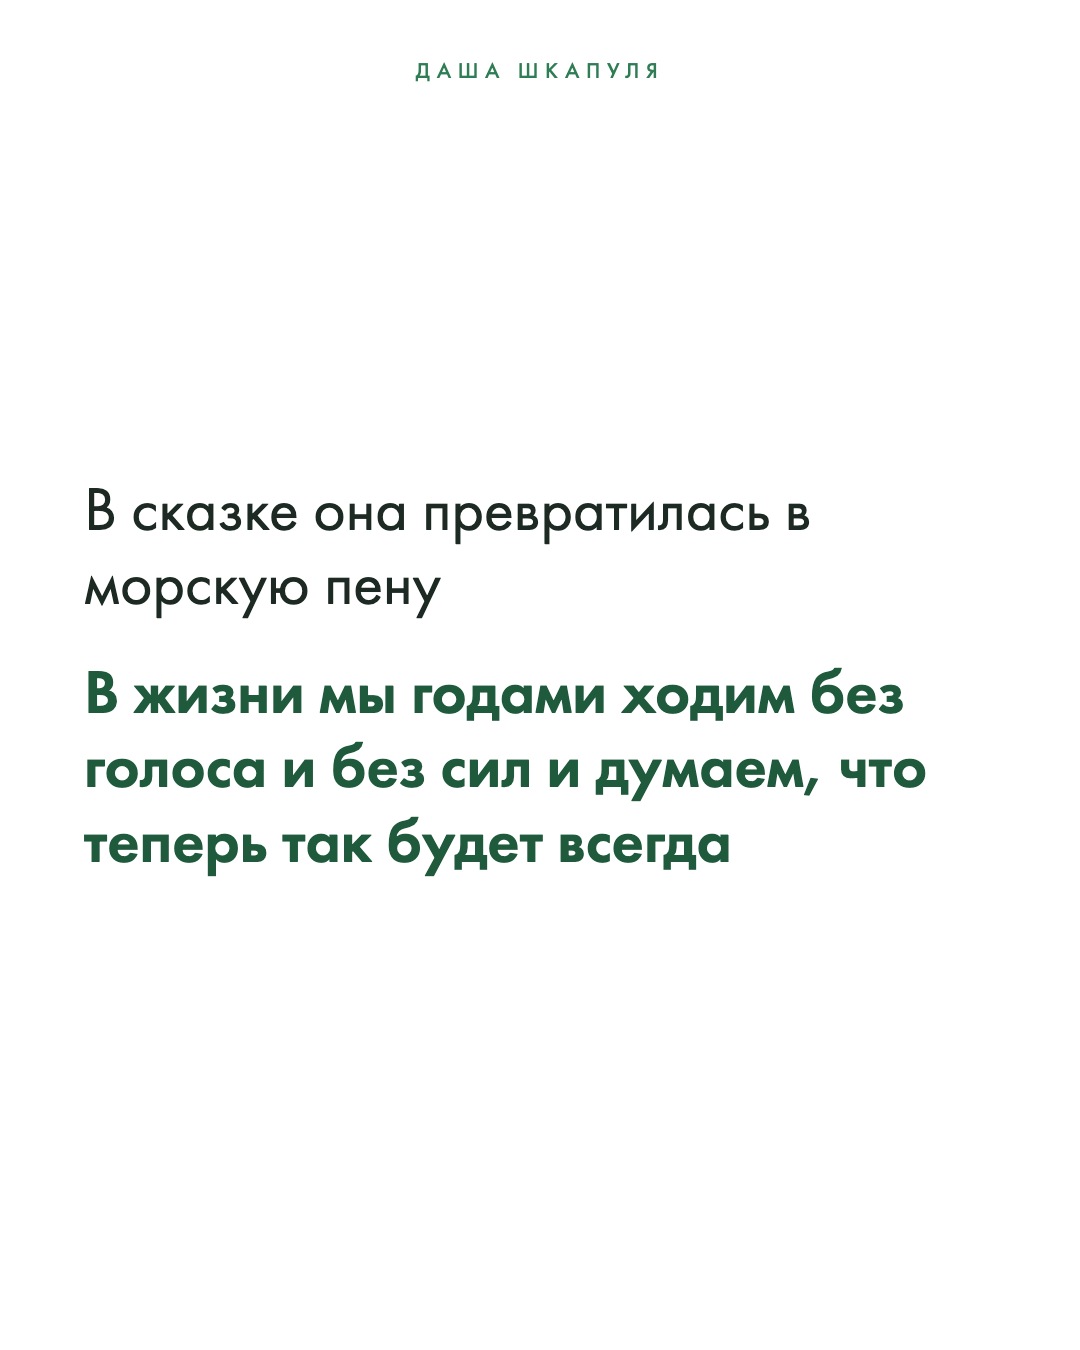 ДАША ШКАПУЛЯ
В сказке она превратилась в
морскую пену
В жизни мы годами ходим без
голоса и без сил и думаем, что
теперь так будет всегда